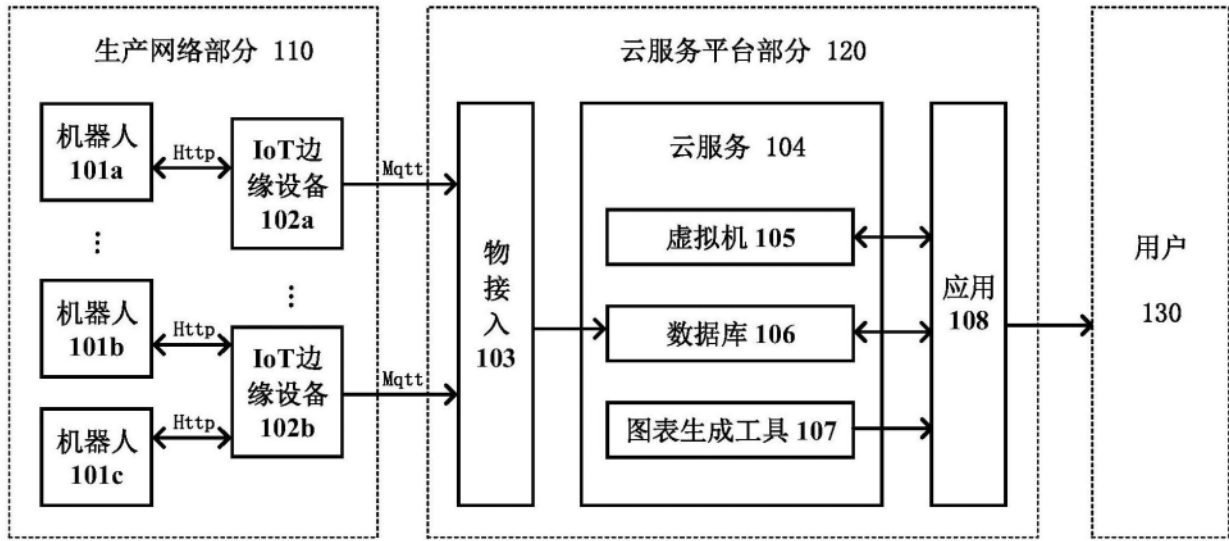 生产网络部分 110
机器人
101a
Http
IoT边
缘设备
102a
Mqtt
⋮
⋮
机器人
101b
Http
IoT边
缘设备
102b
Mqtt
机器人
101c
Http
云服务平台部分 120
物
接
入
103
云服务 104
虚拟机 105
数据库 106
图表生成工具 107
应用
108
用户
130